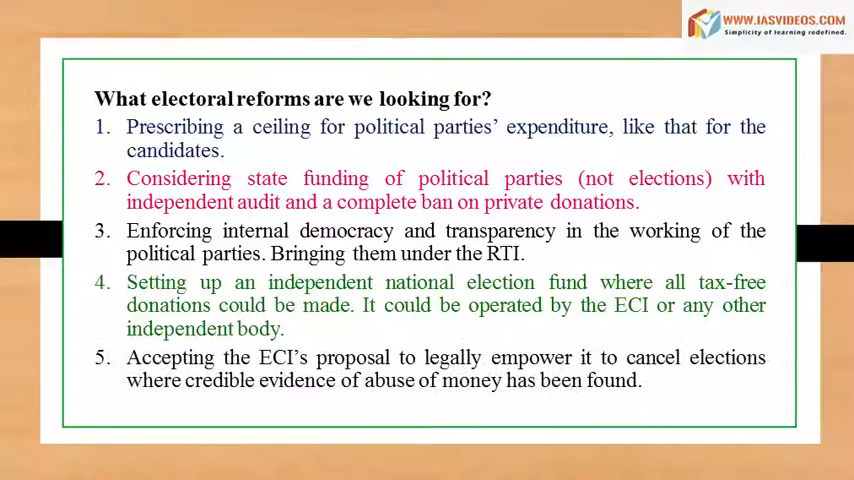 WWW.IASVIDEOS.COM
Simplicity of learning redefined.
What electoral reforms are we looking for?
1. Prescribing a ceiling for political parties’ expenditure, like that for the
candidates.
2. Considering state funding of political parties (not elections) with
independent audit and a complete ban on private donations.
3. Enforcing internal democracy and transparency in the working of the
political parties. Bringing them under the RTI.
4. Setting up an independent national election fund where all tax-free
donations could be made. It could be operated by the ECI or any other
independent body.
5. Accepting the ECI’s proposal to legally empower it to cancel elections
where credible evidence of abuse of money has been found.